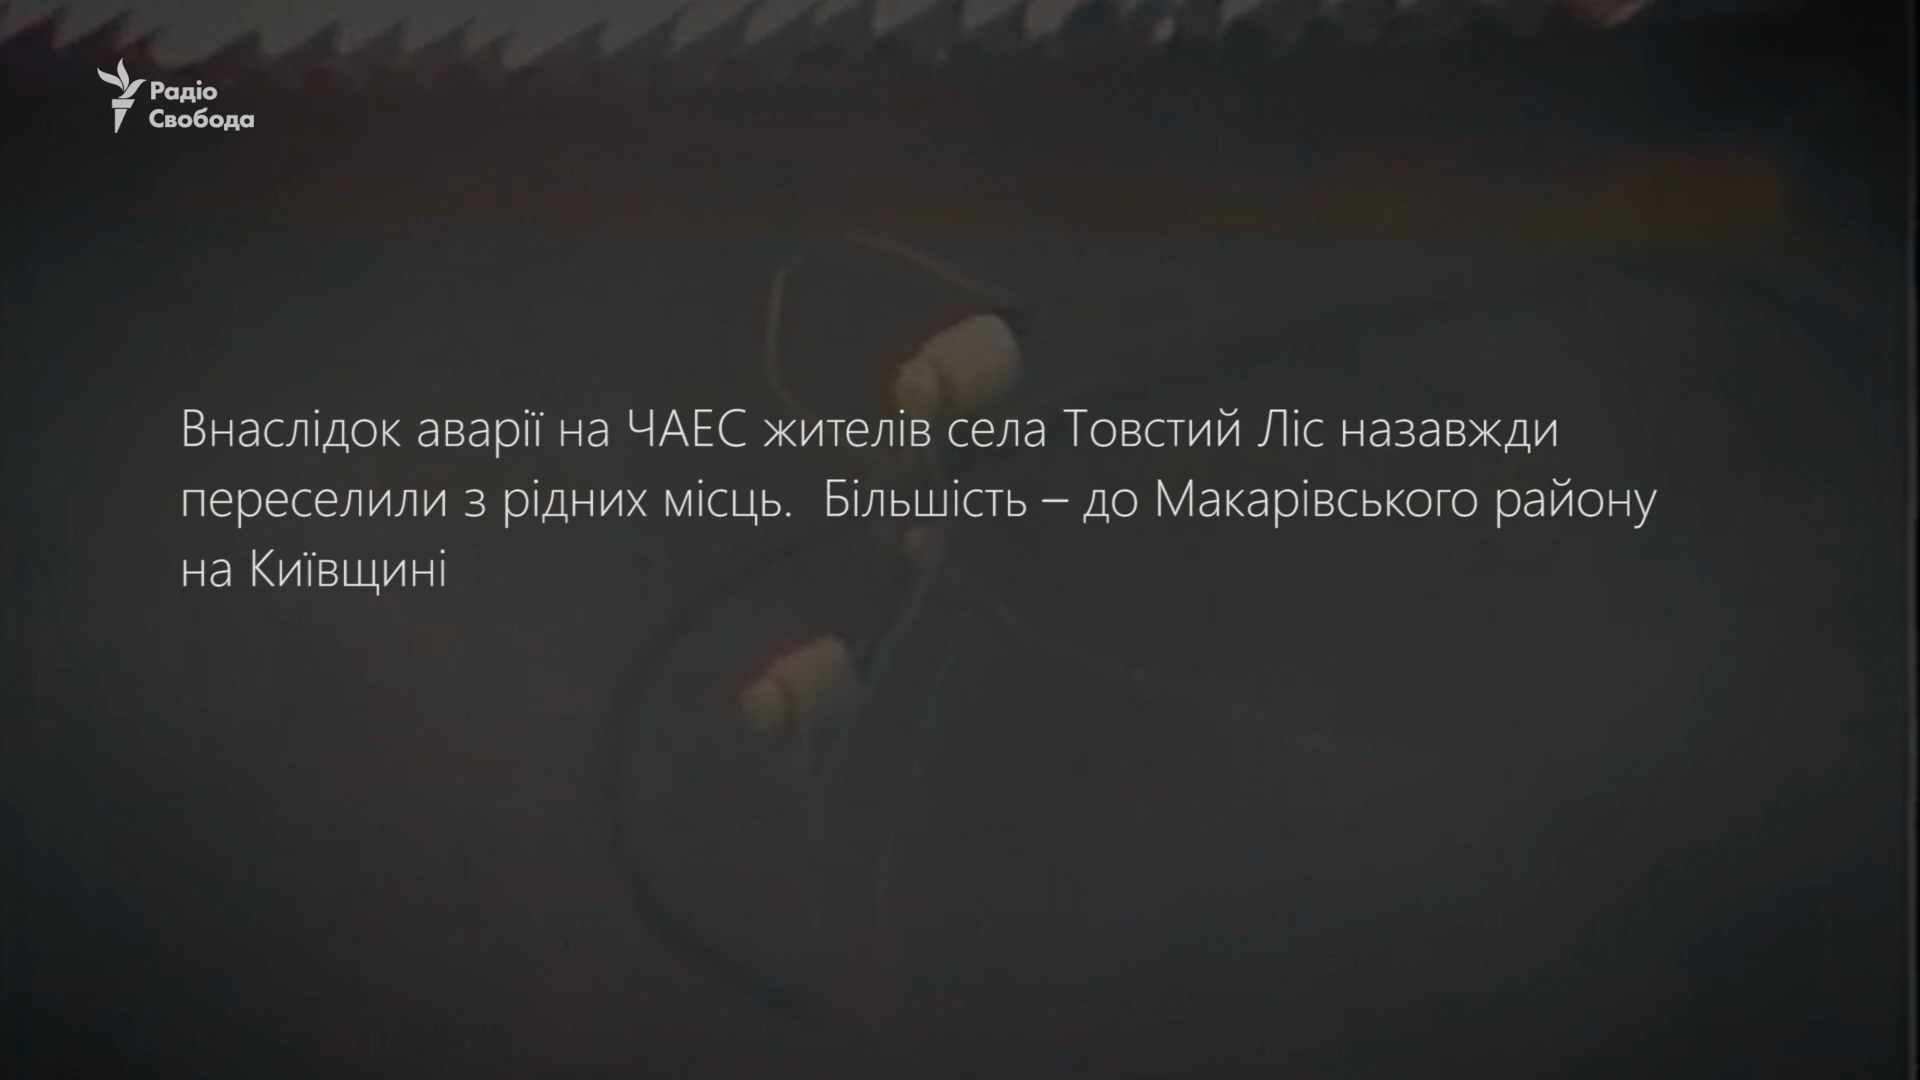 Радіо
Свобода
Внаслідок аварії на ЧАЕС жителів села Товстий Ліс назавжди
переселили з рідних місць. Більшість – до Макарівського району
на Київщині